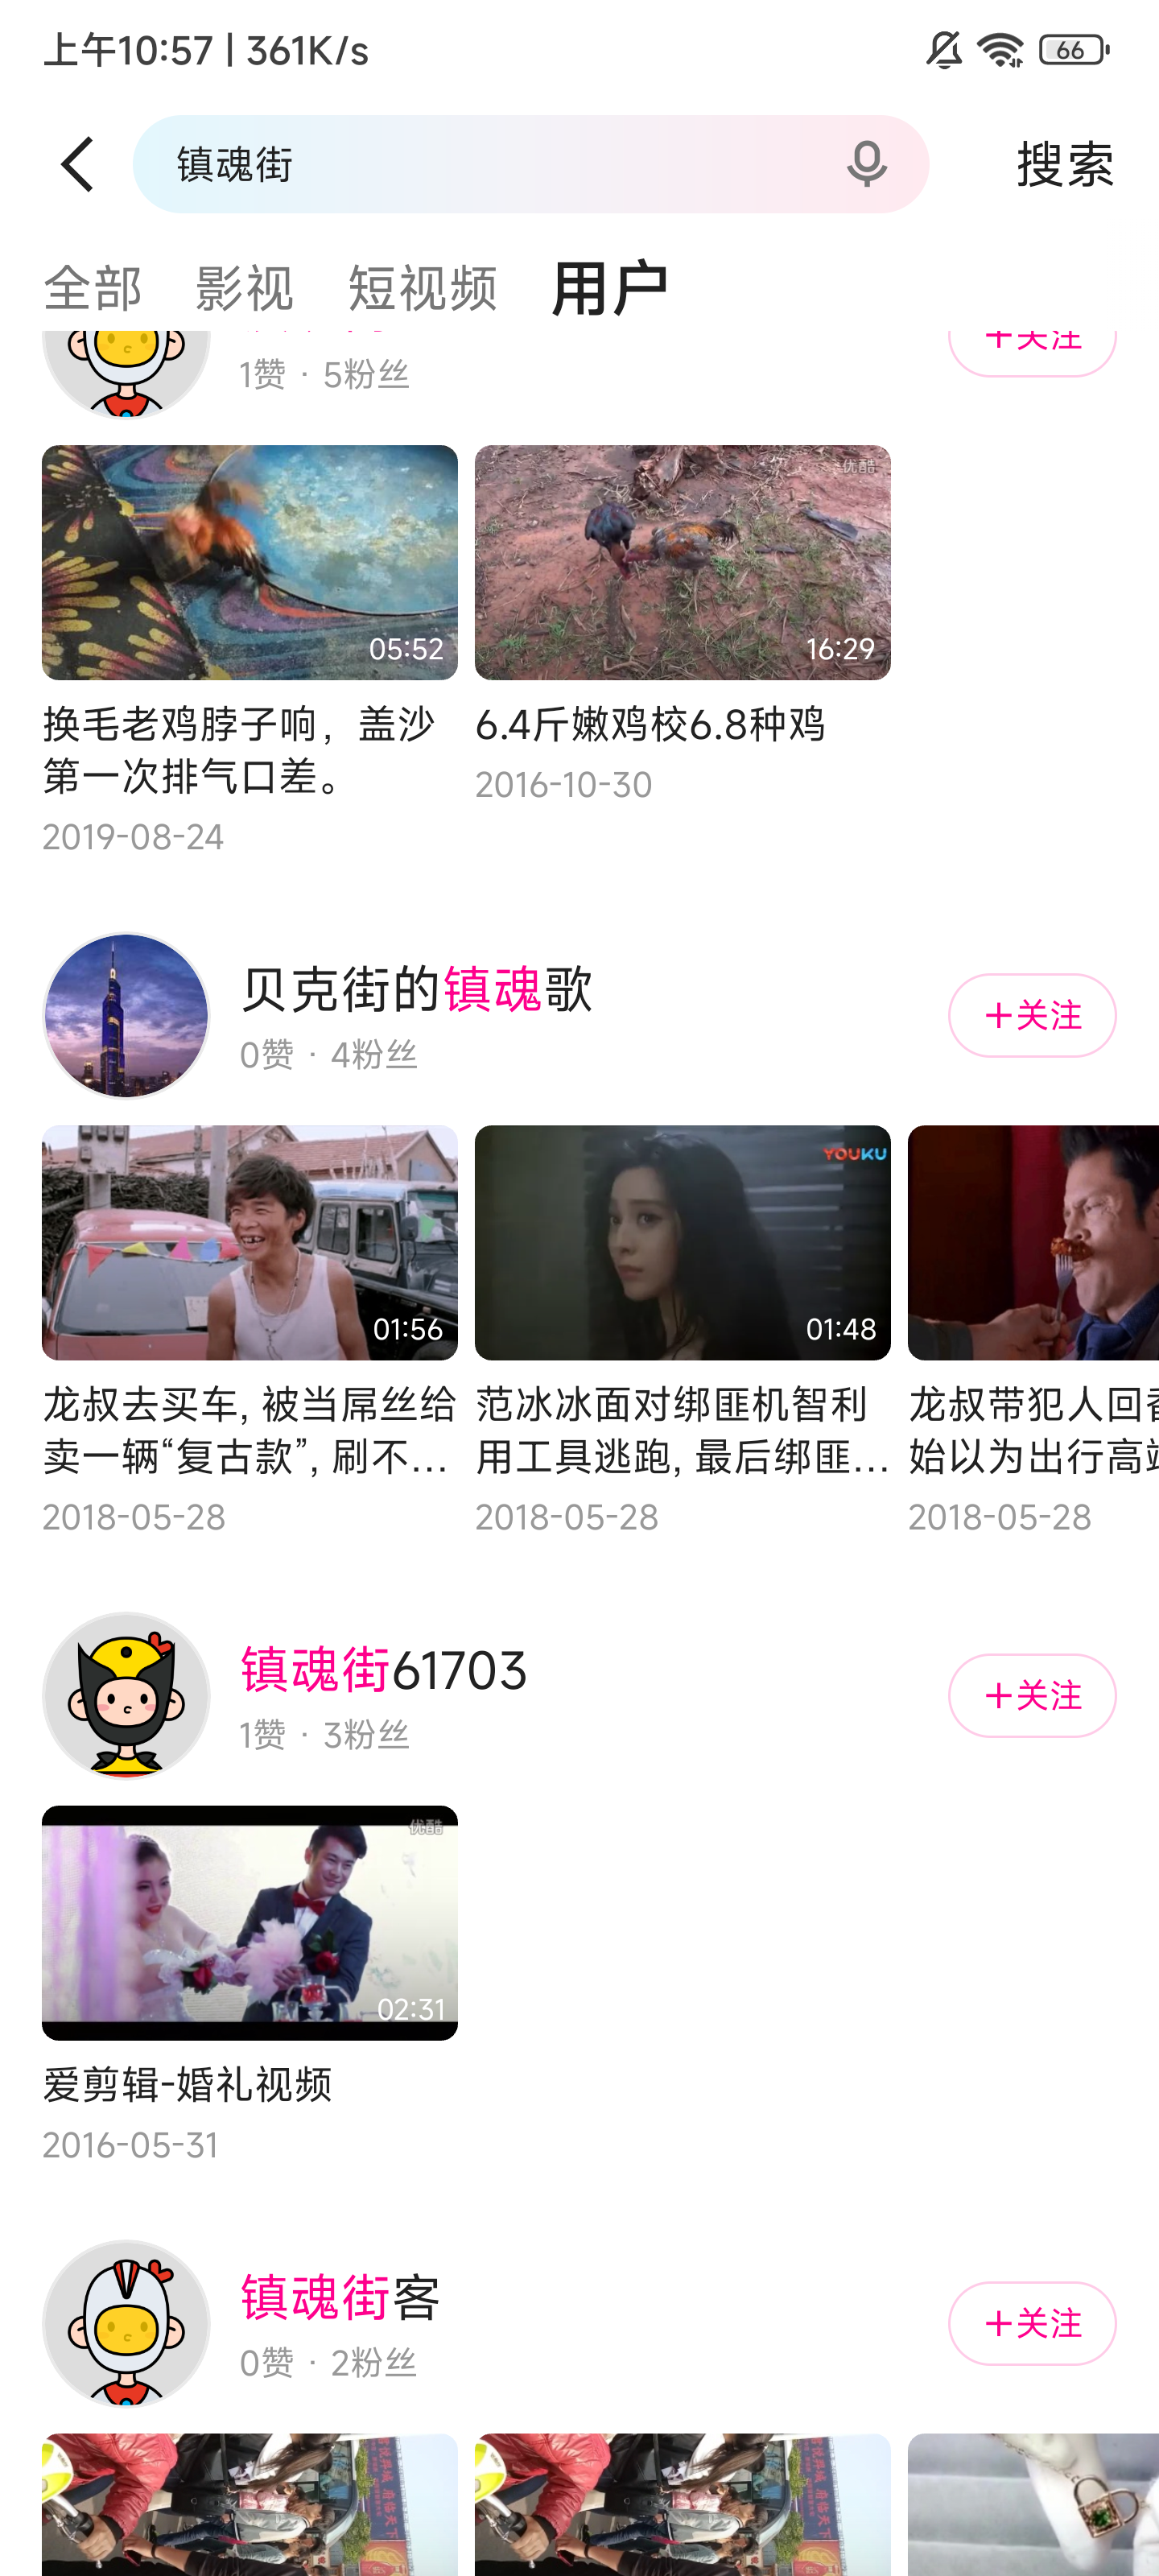 上午10:57 | 361K/s
66
镇魂街
搜索
全部 影视 短视频 用户
1赞 · 5粉丝
+关注
优酷
05:52
16:29
换毛老鸡脖子响，盖沙
第一次排气口差。
2019-08-24
6.4斤嫩鸡校6.8种鸡
2016-10-30
贝克街的镇魂歌
0赞 · 4粉丝
+关注
YOUKU
01:56
01:48
龙叔去买车, 被当屌丝给
卖一辆“复古款”, 刷不...
2018-05-28
范冰冰面对绑匪机智利
用工具逃跑, 最后绑匪...
2018-05-28
龙叔带犯人回
始以为出行高
2018-05-28
镇魂街61703
1赞 · 3粉丝
+关注
优酷
02:31
爱剪辑-婚礼视频
2016-05-31
镇魂街客
0赞 · 2粉丝
+关注